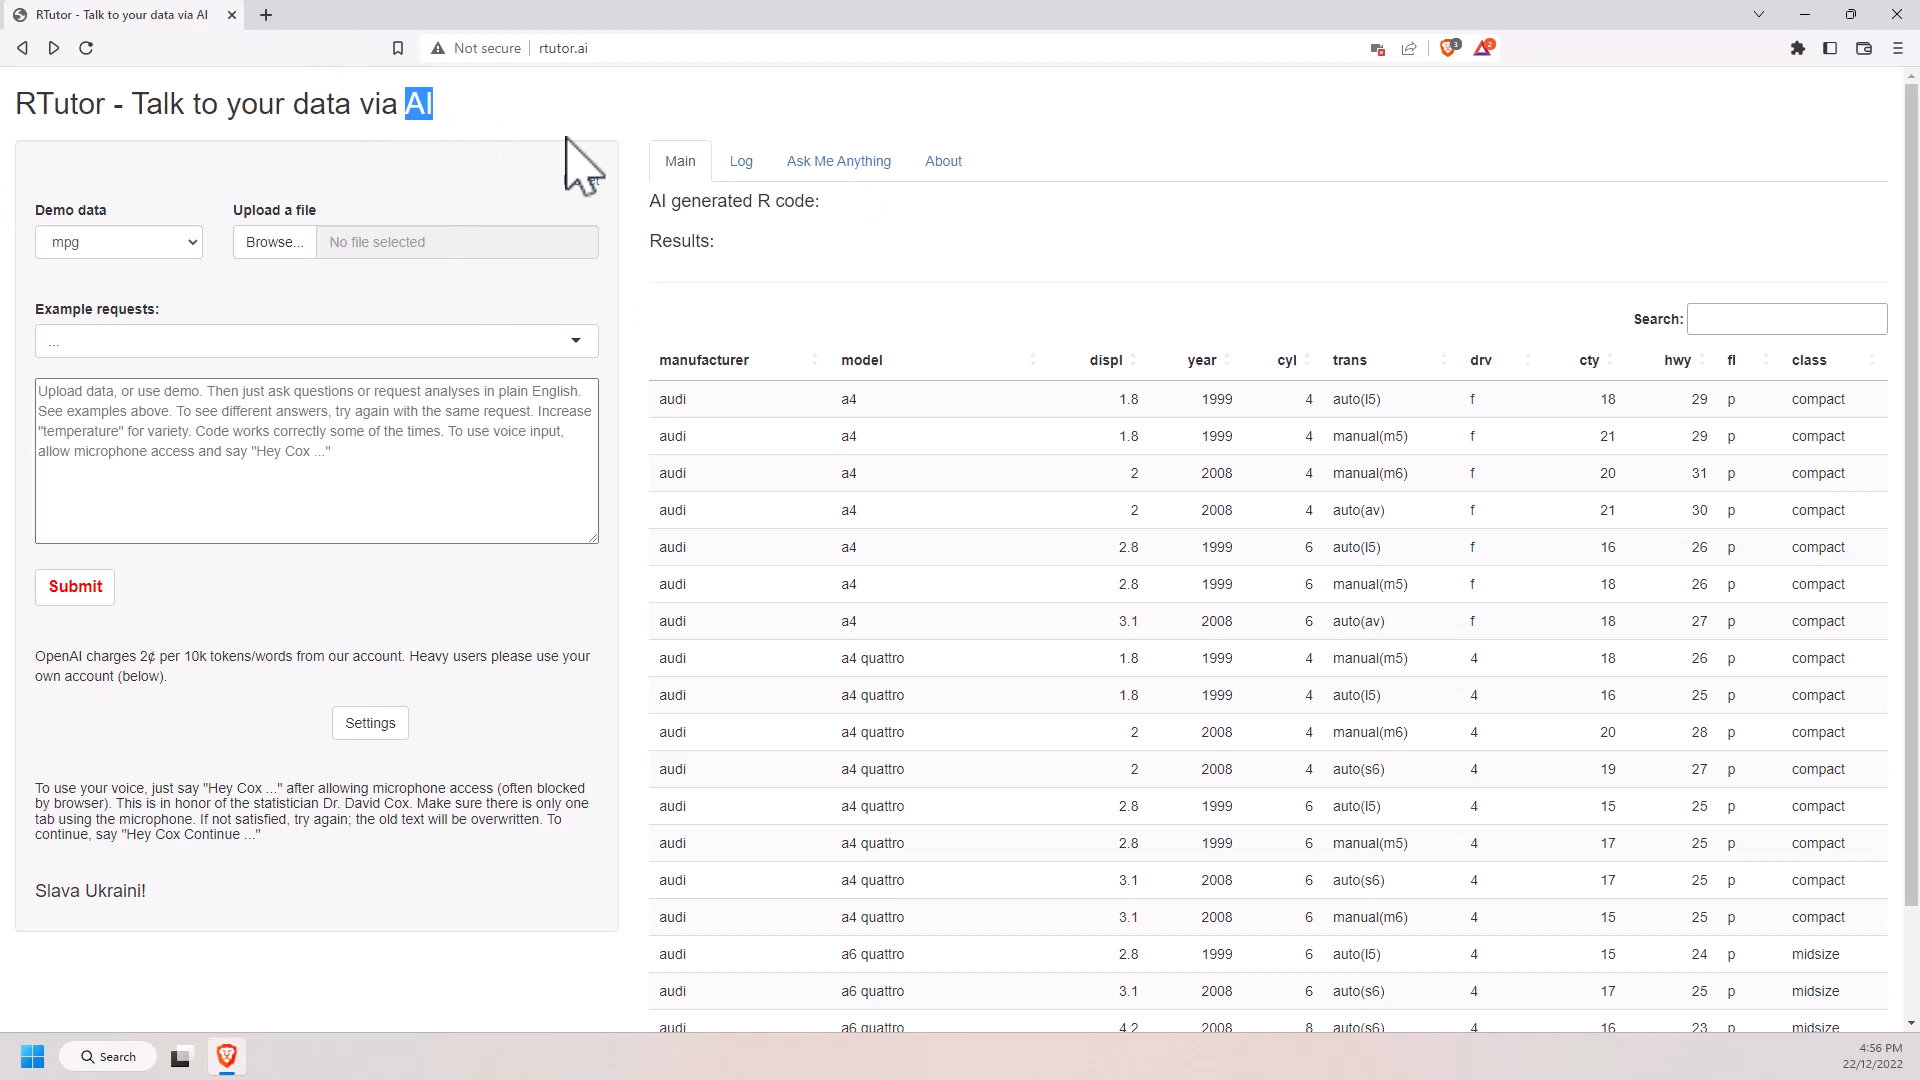 RTutor - Talk to your data via AI
Not secure
rtutor.ai
3
2
RTutor - Talk to your data via AI
Demo data
Upload a file
mpg
Browse...
No file selected
Example requests:
...
Upload data, or use demo. Then just ask questions or request analyses in plain English.
See examples above. To see different answers, try again with the same request. Increase
"temperature" for variety. Code works correctly some of the times. To use voice input,
allow microphone access and say "Hey Cox ..."
Submit
OpenAI charges 2¢ per 10k tokens/words from our account. Heavy users please use your
own account (below).
Settings
To use your voice, just say "Hey Cox ..." after allowing microphone access (often blocked
by browser). This is in honor of the statistician Dr. David Cox. Make sure there is only one
tab using the microphone. If not satisfied, try again; the old text will be overwritten. To
continue, say "Hey Cox Continue ..."
Slava Ukraini!
Main Log Ask Me Anything About
AI generated R code:
Results:
Search:
manufacturer model displ year cyl trans drv cty hwy fl class
audi a4 1.8 1999 4 auto(l5) f 18 29 p compact
audi a4 1.8 1999 4 manual(m5) f 21 29 p compact
audi a4 2 2008 4 manual(m6) f 20 31 p compact
audi a4 2 2008 4 auto(av) f 21 30 p compact
audi a4 2.8 1999 6 auto(l5) f 16 26 p compact
audi a4 2.8 1999 6 manual(m5) f 18 26 p compact
audi a4 3.1 2008 6 auto(av) f 18 27 p compact
audi a4 quattro 1.8 1999 4 manual(m5) 4 18 26 p compact
audi a4 quattro 1.8 1999 4 auto(l5) 4 16 25 p compact
audi a4 quattro 2 2008 4 manual(m6) 4 20 28 p compact
audi a4 quattro 2 2008 4 auto(s6) 4 19 27 p compact
audi a4 quattro 2.8 1999 6 auto(l5) 4 15 25 p compact
audi a4 quattro 2.8 1999 6 manual(m5) 4 17 25 p compact
audi a4 quattro 3.1 2008 6 auto(s6) 4 17 25 p compact
audi a4 quattro 3.1 2008 6 manual(m6) 4 15 25 p compact
audi a6 quattro 2.8 1999 6 auto(l5) 4 15 24 p midsize
audi a6 quattro 3.1 2008 6 auto(s6) 4 17 25 p midsize
audi a6 quattro 4.2 2008 8 auto(s6) 4 16 23 p midsize
Search
4:56 PM
22/12/2022